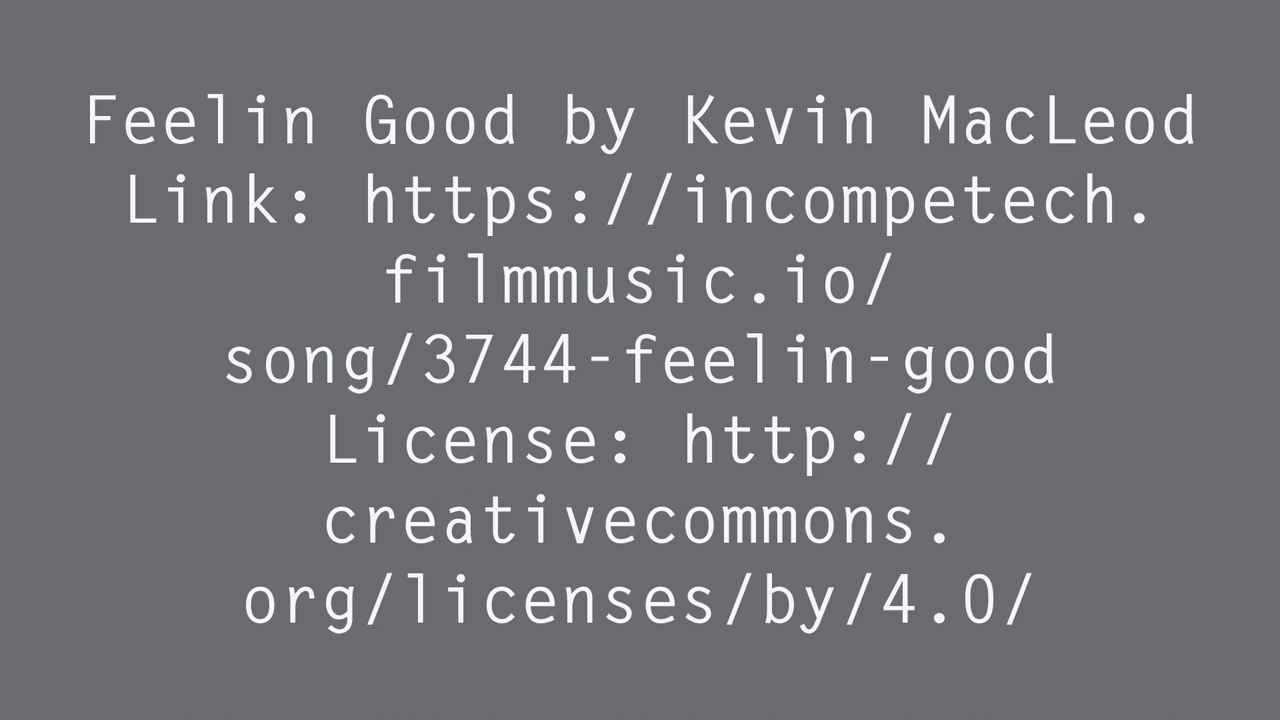 Feelin Good by Kevin MacLeod
Link: https://incompetech.
filmmusic.io/
song/3744-feelin-good
License: http://
creativecommons.
org/licenses/by/4.0/